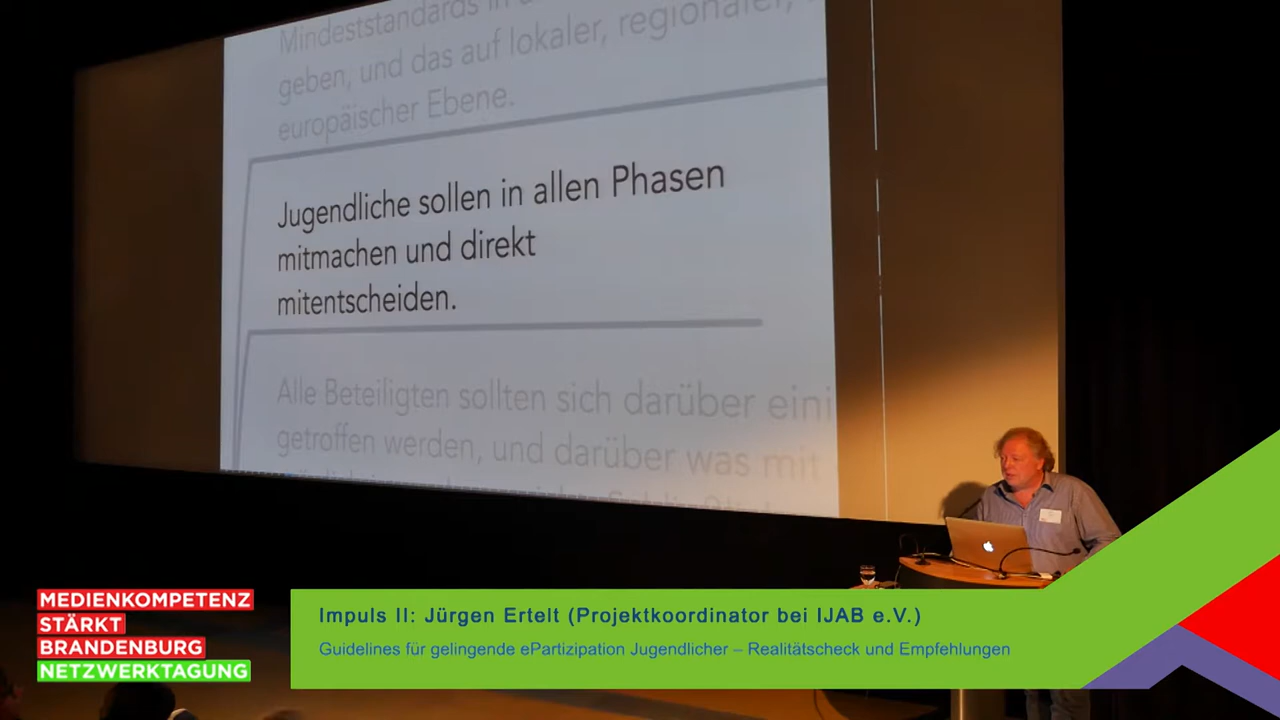 Mindeststandards in
geben, und das auf lokaler, regionaler,
europäischer Ebene.
Jugendliche sollen in allen Phasen
mitmachen und direkt
mitentscheiden.
Alle Beteiligten sollten sich darüber eini
getroffen werden, und darüber was mit
MEDIENKOMPETENZ
STÄRKT
BRANDENBURG
NETZWERKTAGUNG
Impuls II: Jürgen Ertelt (Projektkoordinator bei IJAB e.V.)
Guidelines für gelingende ePartizipation Jugendlicher – Realitätscheck und Empfehlungen